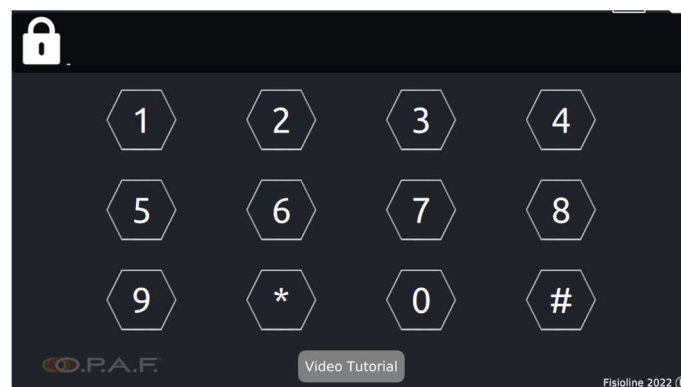 1 2 3 4
5 6 7 8
9 * 0 #
O.P.A.F.
Video Tutorial
Fisioline 2022